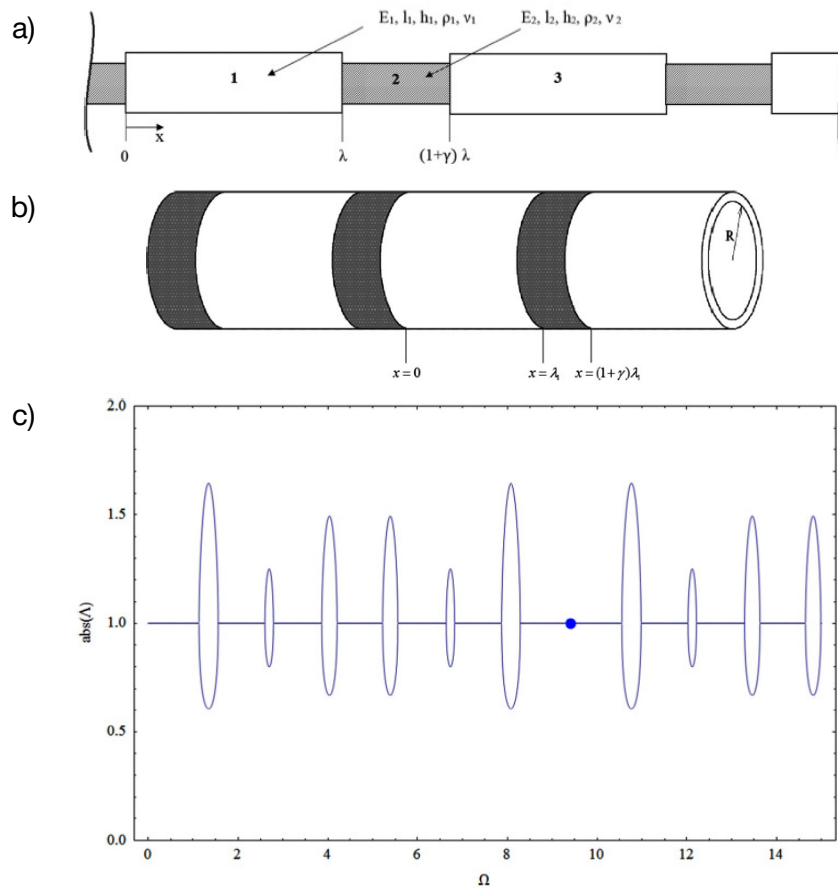 a)
E₁, l₁, h₁, ρ₁, ν₁
E₂, l₂, h₂, ρ₂, ν₂
1
2
3
x
0
λ
(1+γ) λ
b)
R
x = 0
x = λ₁
x = (1+γ)λ₁
c)
2.0
1.5
1.0
0.5
0.0
abs(Λ)
0 2 4 6 8 10 12 14
Ω